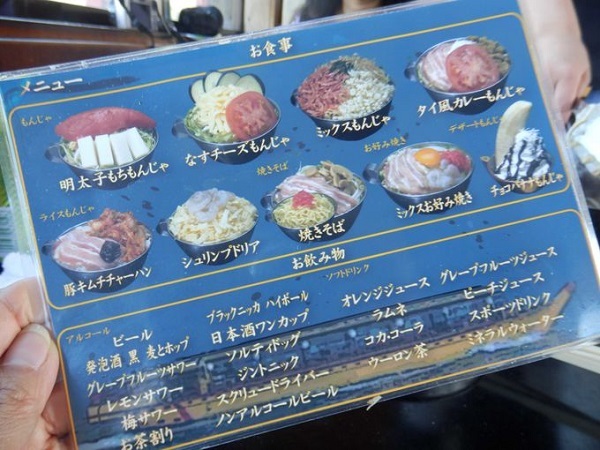 お食事
メニュー
もんじゃ
明太子もちもんじゃ
なすチーズもんじゃ
ミックスもんじゃ
タイ風カレーもんじゃ
ライスもんじゃ
豚キムチチャーハン
シュリンプドリア
焼きそば
焼きそば
お好み焼き
ミックスお好み焼き
デザートもんじゃ
チョコバナナもんじゃ
お飲み物
アルコール
ビール
発泡酒 黒 麦とホップ
グレープフルーツサワー
レモンサワー
梅サワー
お茶割り
ブラックニッカ ハイボール
日本酒ワンカップ
ソルティドッグ
ジントニック
スクリュードライバー
ノンアルコールビール
ソフトドリンク
オレンジジュース
ラムネ
コカ・コーラ
ウーロン茶
グレープフルーツジュース
ピーチジュース
スポーツドリンク
ミネラルウォーター